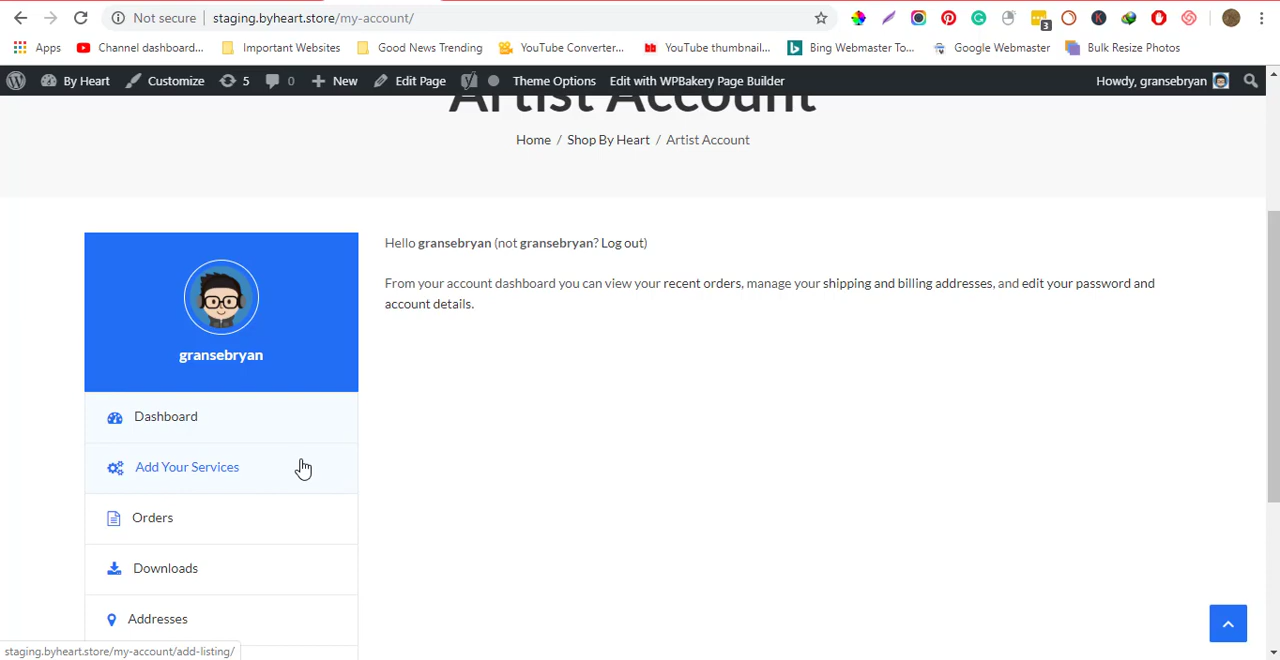 Not secure staging.byheart.store/my-account/
3
Apps Channel dashboard... Important Websites Good News Trending YouTube Converter... YouTube thumbnail... Bing Webmaster To... Google Webmaster Bulk Resize Photos
By Heart Customize 5 0 New Edit Page Theme Options Edit with WPBakery Page Builder Howdy, gransebryan
Artist Account
Home / Shop By Heart / Artist Account
Hello gransebryan (not gransebryan? Log out)
From your account dashboard you can view your recent orders, manage your shipping and billing addresses, and edit your password and
account details.
gransebryan
Dashboard
Add Your Services
Orders
Downloads
Addresses
staging.byheart.store/my-account/add-listing/